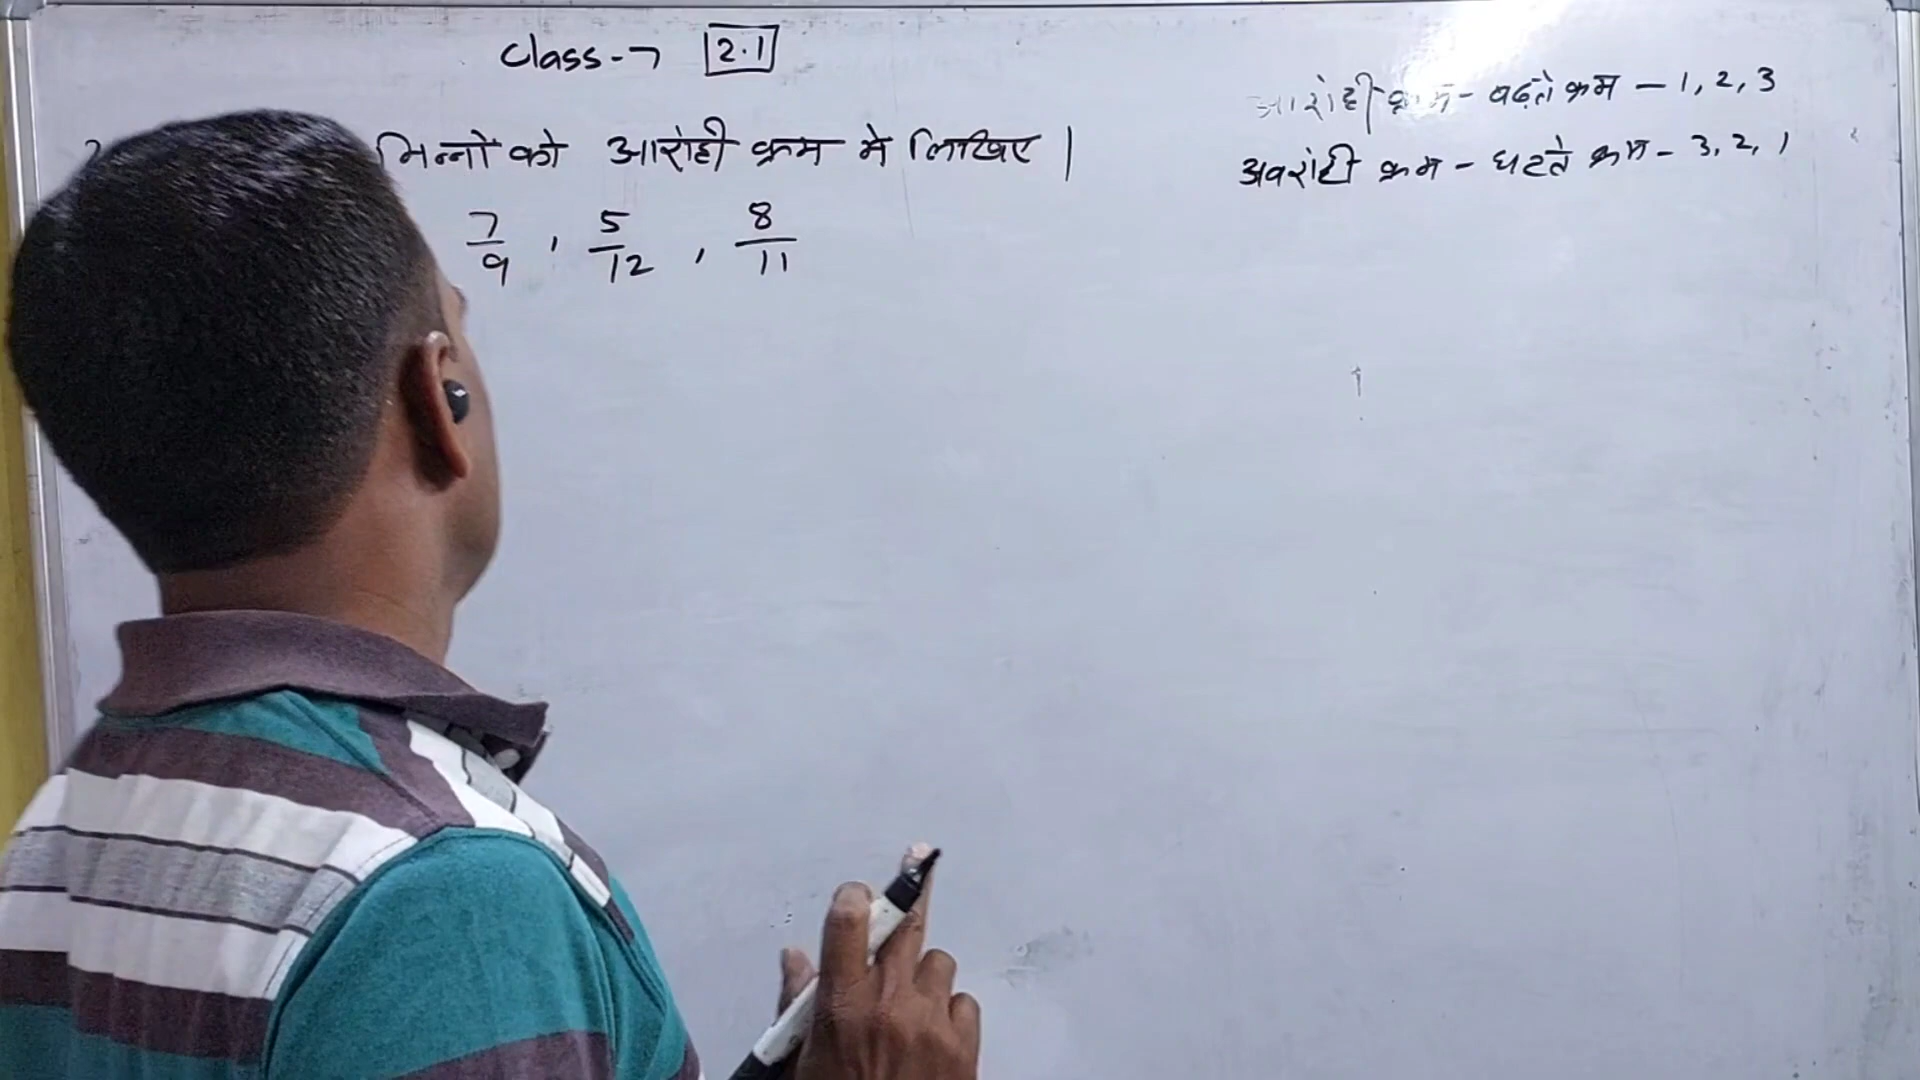 Class-7 2.1
भिन्नो को आरोही क्रम मे लिखिए |
7/9 , 5/12 , 8/11
आरोही क्रम - बढ़ते क्रम - 1, 2, 3
अवरोही क्रम - घटते क्रम - 3, 2, 1